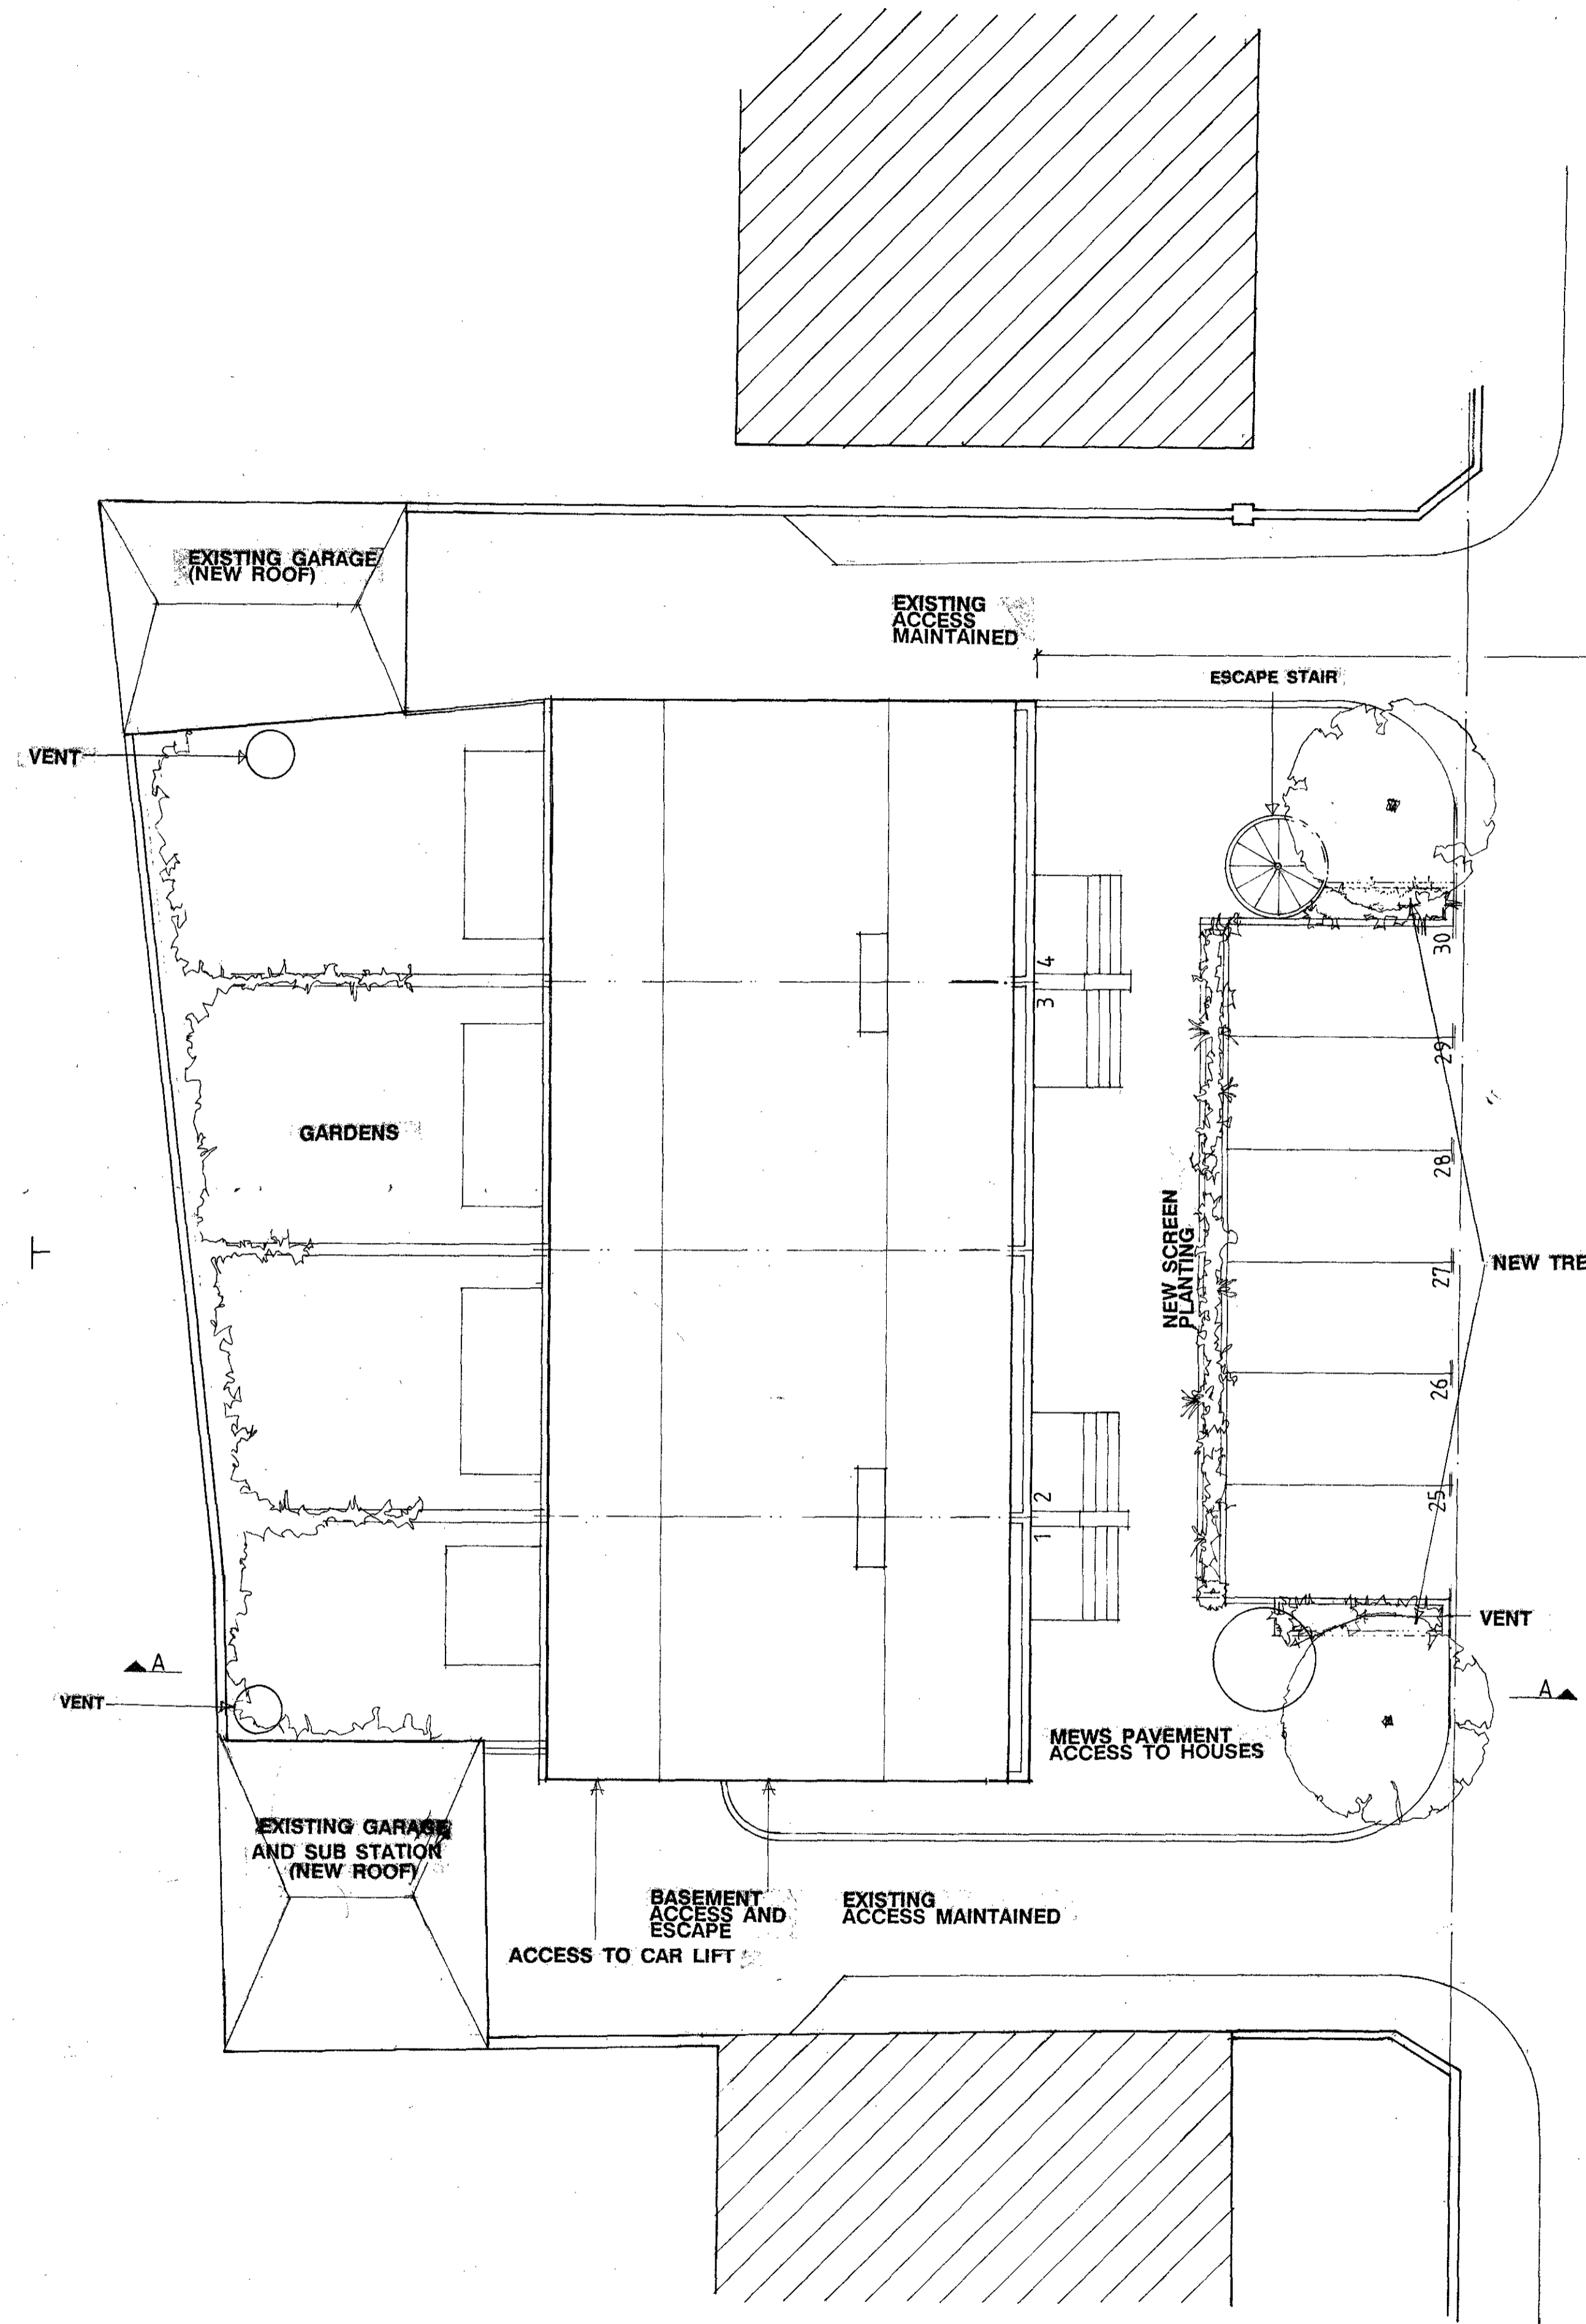 EXISTING GARAGE
(NEW ROOF)
EXISTING
ACCESS
MAINTAINED
ESCAPE STAIR
VENT
30
4
3
29
GARDENS
28
NEW SCREEN
PLANTING
27
NEW TRE
26
25
2
1
VENT
A
VENT
A
MEWS PAVEMENT
ACCESS TO HOUSES
EXISTING GARAGE
AND SUB STATION
(NEW ROOF)
BASEMENT
ACCESS AND
ESCAPE
EXISTING
ACCESS MAINTAINED
ACCESS TO CAR LIFT